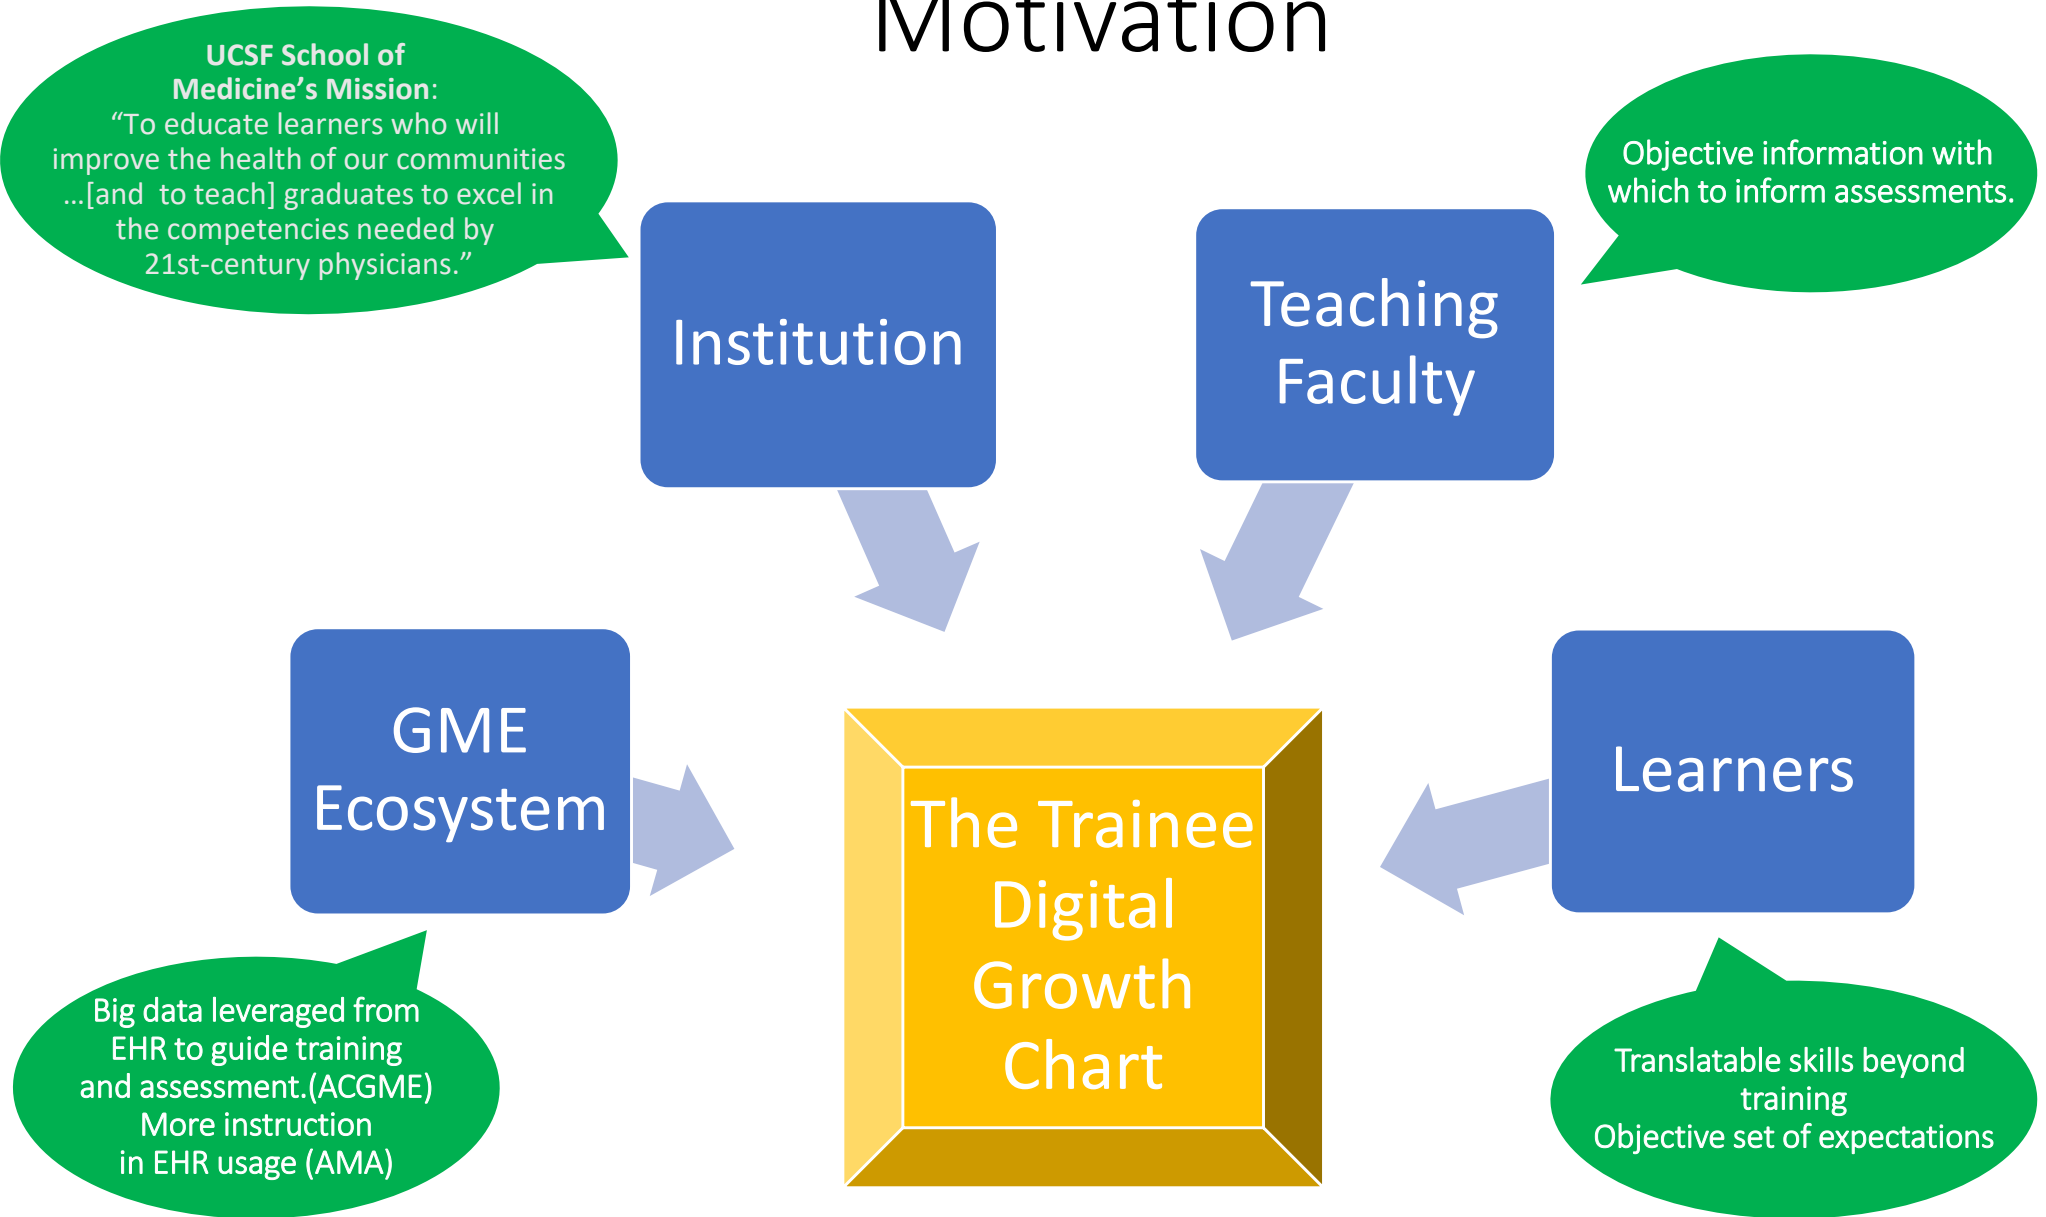 Motivation
UCSF School of
Medicine’s Mission:
“To educate learners who will
improve the health of our communities
…[and  to teach] graduates to excel in
the competencies needed by
21st-century physicians.”
Objective information with
which to inform assessments.
Institution
Teaching
Faculty
GME
Ecosystem
Learners
The Trainee
Digital
Growth
Chart
Big data leveraged from
EHR to guide training
and assessment.(ACGME)
More instruction
in EHR usage (AMA)
Translatable skills beyond
training
Objective set of expectations